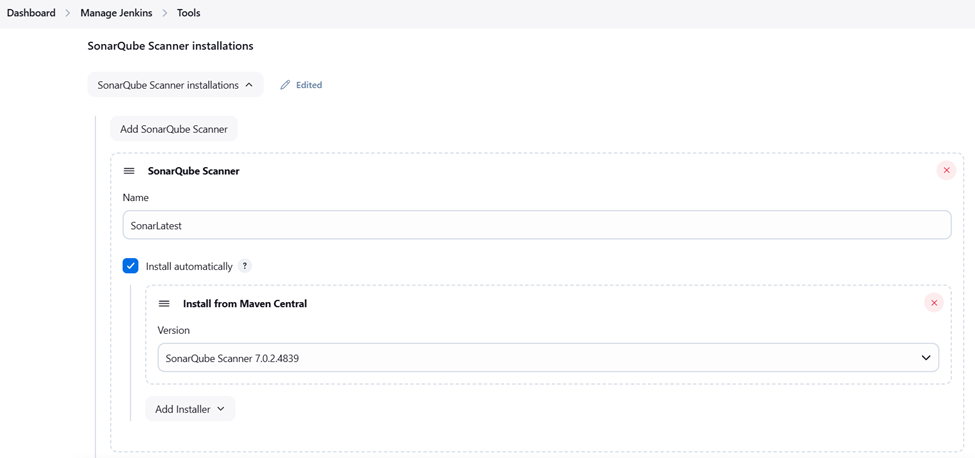 Dashboard > Manage Jenkins > Tools
SonarQube Scanner installations
SonarQube Scanner installations Edited
Add SonarQube Scanner
SonarQube Scanner
Name
SonarLatest
Install automatically ?
Install from Maven Central
Version
SonarQube Scanner 7.0.2.4839
Add Installer